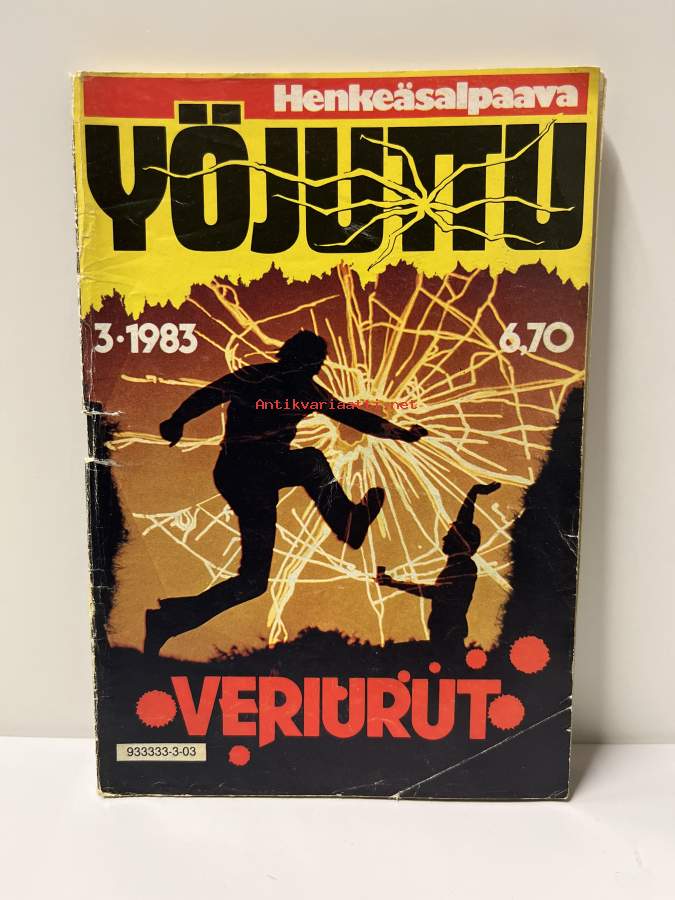 Henkeäsalpaava
YÖJUTTU
3•1983
6,70
Antikvariaatti.net
VERIURUT
933333-3-03